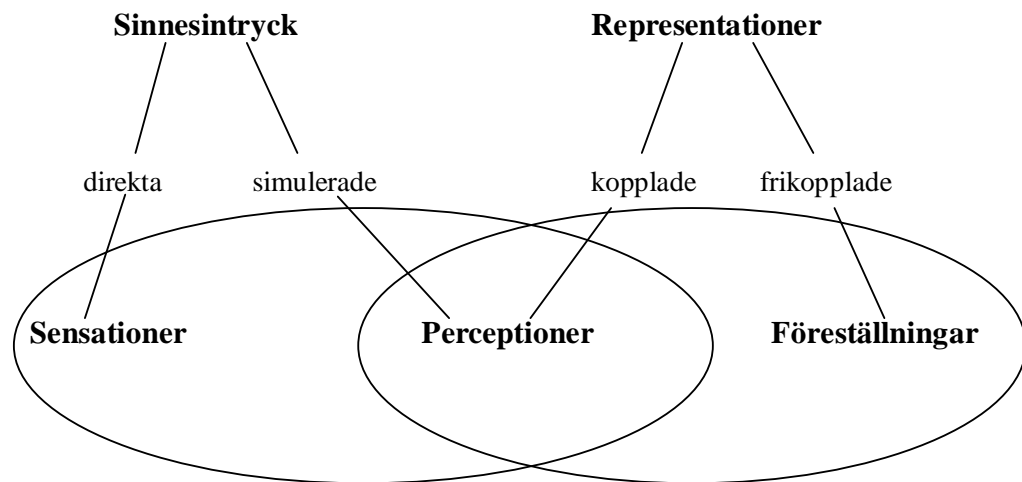 Sinnesintryck Representationer
direkta simulerade kopplade frikopplade
Sensationer Perceptioner Föreställningar